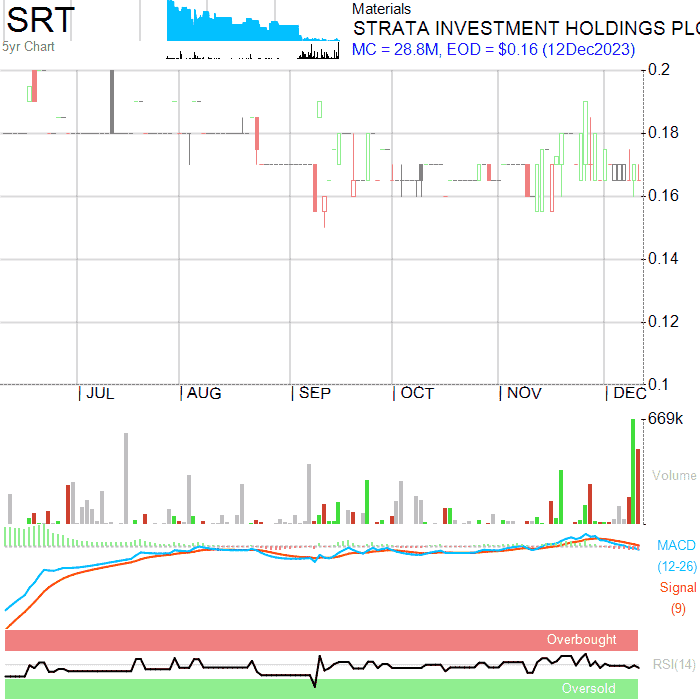 SRT
5yr Chart
Materials
STRATA INVESTMENT HOLDINGS PLC
MC = 28.8M, EOD = $0.16 (12Dec2023)
0.2
0.18
0.16
0.14
0.12
0.1
JUL AUG SEP OCT NOV DEC
669k
Volume
MACD
(12-26)
Signal
(9)
Overbought
RSI(14)
Oversold